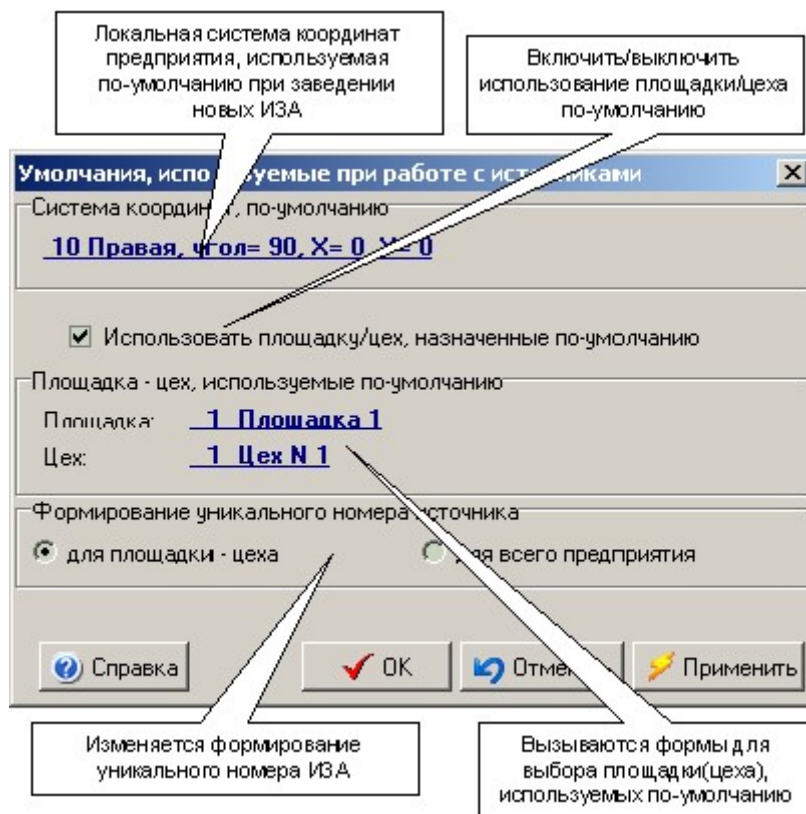 Локальная система координат
предприятия, используемая
по-умолчанию при заведении
новых ИЗА
Включить/выключить
использование площадки/цеха
по-умолчанию
Умолчания, испо уемые при работе с источниками
Система координат, по-умолчанию
10 Правая, угол= 90, X= 0, Y= 0
Использовать площадку/цех, назначенные по-умолчанию
Площадка - цех, используемые по-умолчанию
Площадка: 1 Площадка 1
Цех: 1 Цех N 1
Формирование уникального номера источника
для площадки - цеха
для всего предприятия
Справка
OK
Отме
Применить
Изменяется формирование
уникального номера ИЗА
Вызываются формы для
выбора площадки(цеха),
используемых по-умолчанию